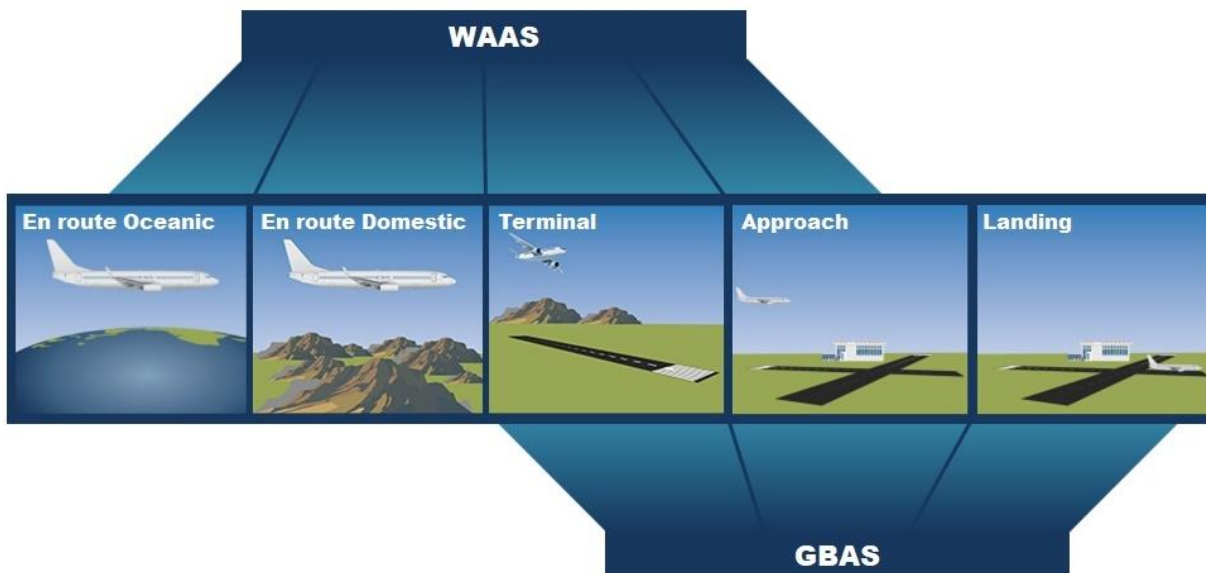 WAAS
En route Oceanic
En route Domestic
Terminal
Approach
Landing
GBAS